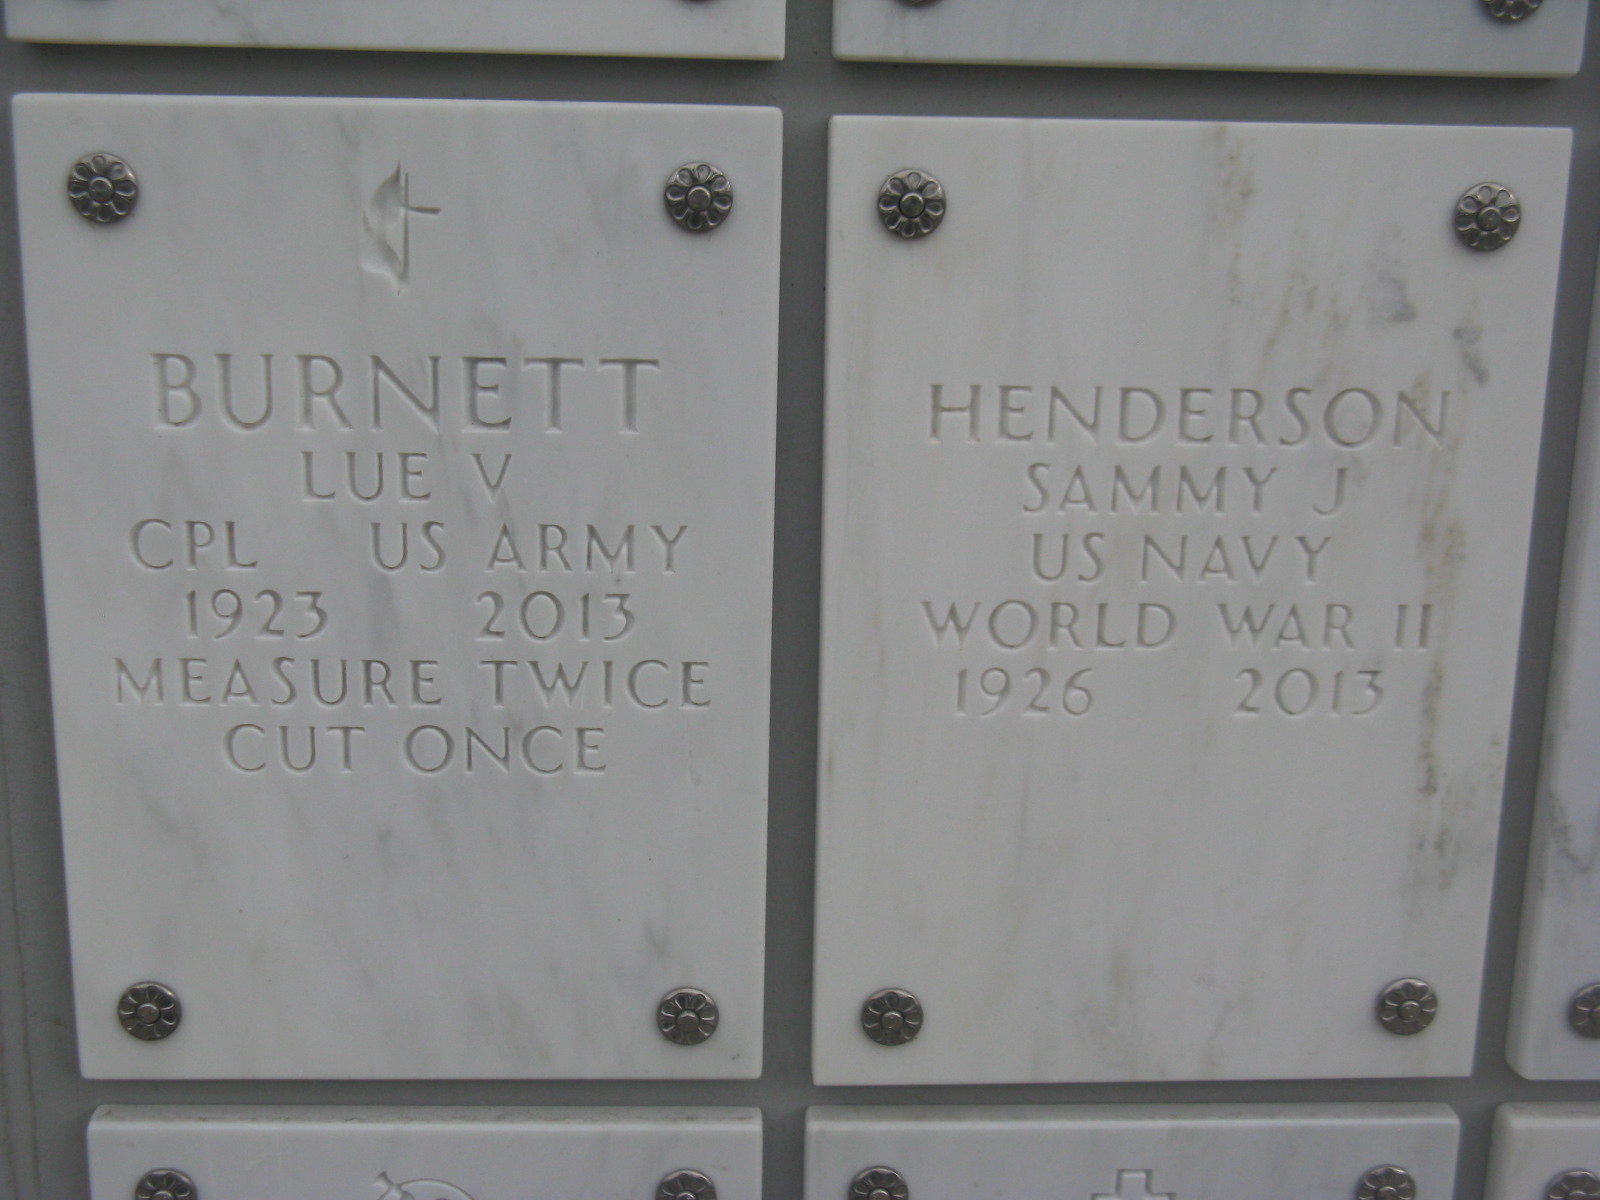 BURNETT
LUE V
CPL US ARMY
1923 2013
MEASURE TWICE
CUT ONCE
HENDERSON
SAMMY J
US NAVY
WORLD WAR II
1926 2013